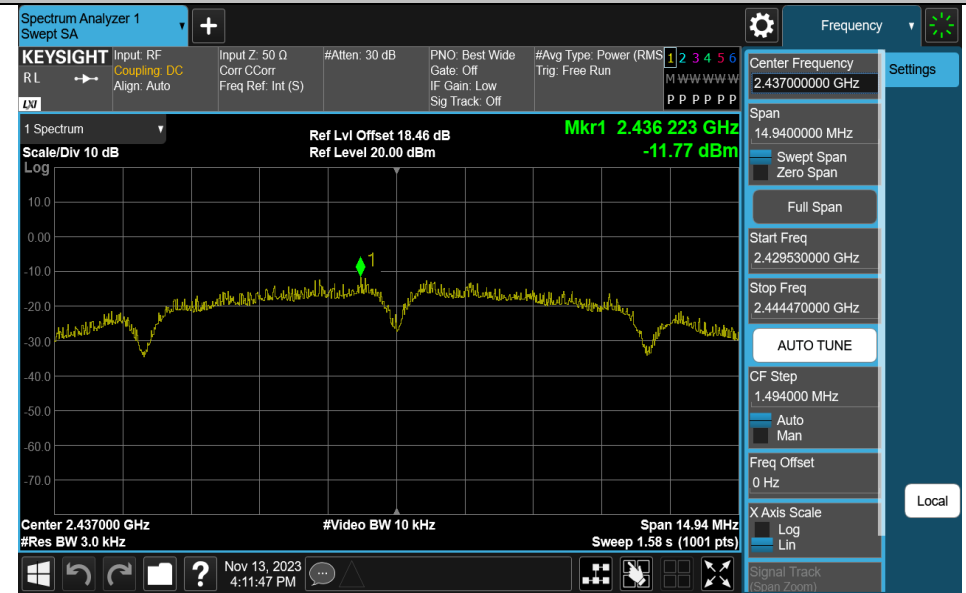 Spectrum Analyzer 1
Swept SA
+
Frequency
KEYSIGHT
R L
LXI
Input: RF
Coupling: DC
Align: Auto
Input Z: 50 Ω
Corr CCorr
Freq Ref: Int (S)
#Atten: 30 dB
PNO: Best Wide
Gate: Off
IF Gain: Low
Sig Track: Off
#Avg Type: Power (RMS
Trig: Free Run
1 2 3 4 5 6
M W W W W W
P P P P P P
1 Spectrum
Scale/Div 10 dB
Log
Ref Lvl Offset 18.46 dB
Ref Level 20.00 dBm
Mkr1 2.436 223 GHz
-11.77 dBm
10.0
0.00
-10.0
-20.0
-30.0
-40.0
-50.0
-60.0
-70.0
1
Center 2.437000 GHz
#Res BW 3.0 kHz
#Video BW 10 kHz
Span 14.94 MHz
Sweep 1.58 s (1001 pts)
Center Frequency
2.437000000 GHz
Settings
Span
14.9400000 MHz
Swept Span
Zero Span
Full Span
Start Freq
2.429530000 GHz
Stop Freq
2.444470000 GHz
AUTO TUNE
CF Step
1.494000 MHz
Auto
Man
Freq Offset
0 Hz
X Axis Scale
Log
Lin
Local
Signal Track
(Span Zoom)
?
Nov 13, 2023
4:11:47 PM